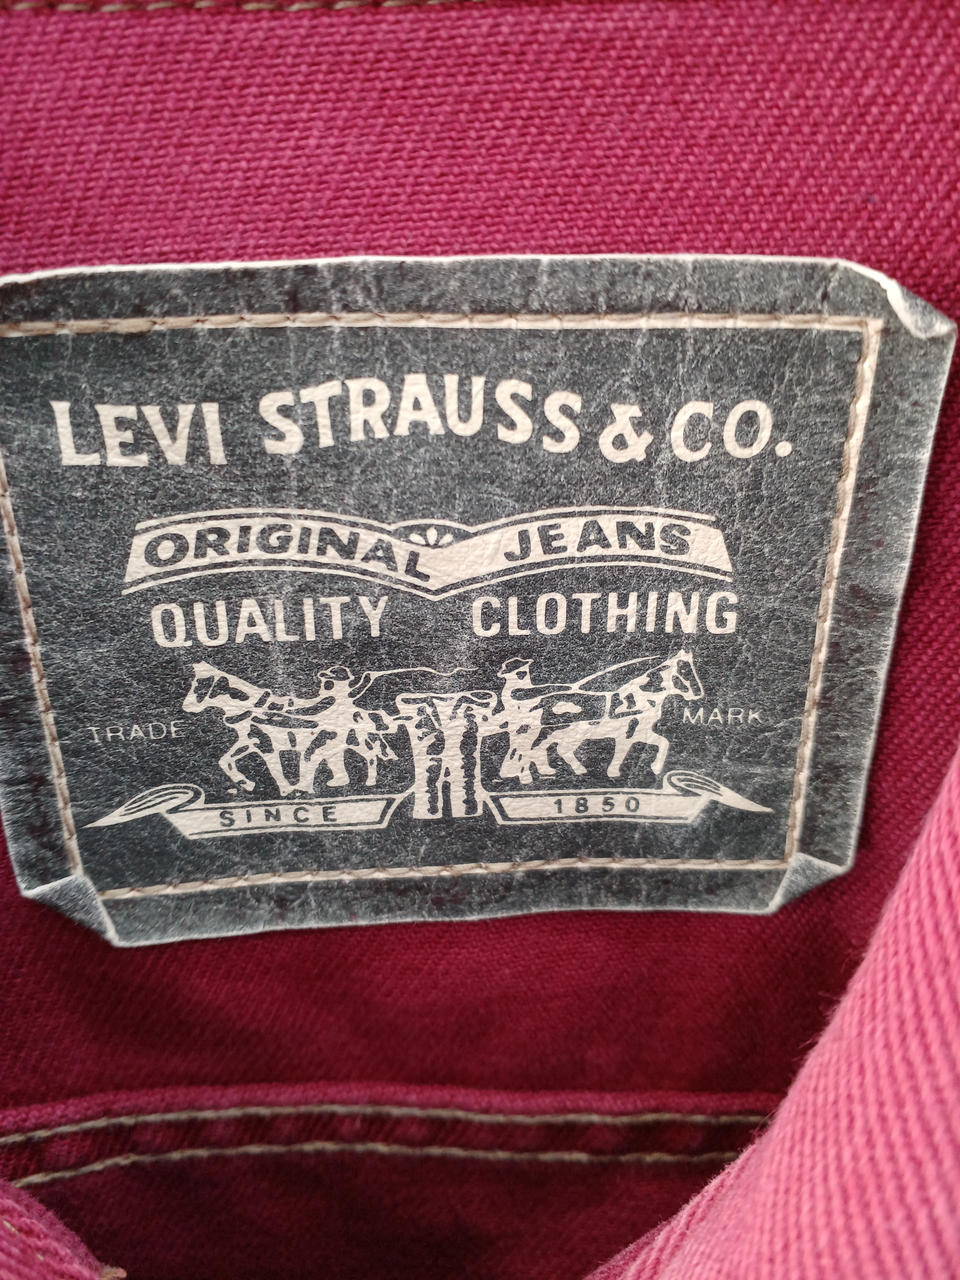 LEVI STRAUSS & CO.
ORIGINAL JEANS
QUALITY CLOTHING
TRADE MARK
SINCE 1850